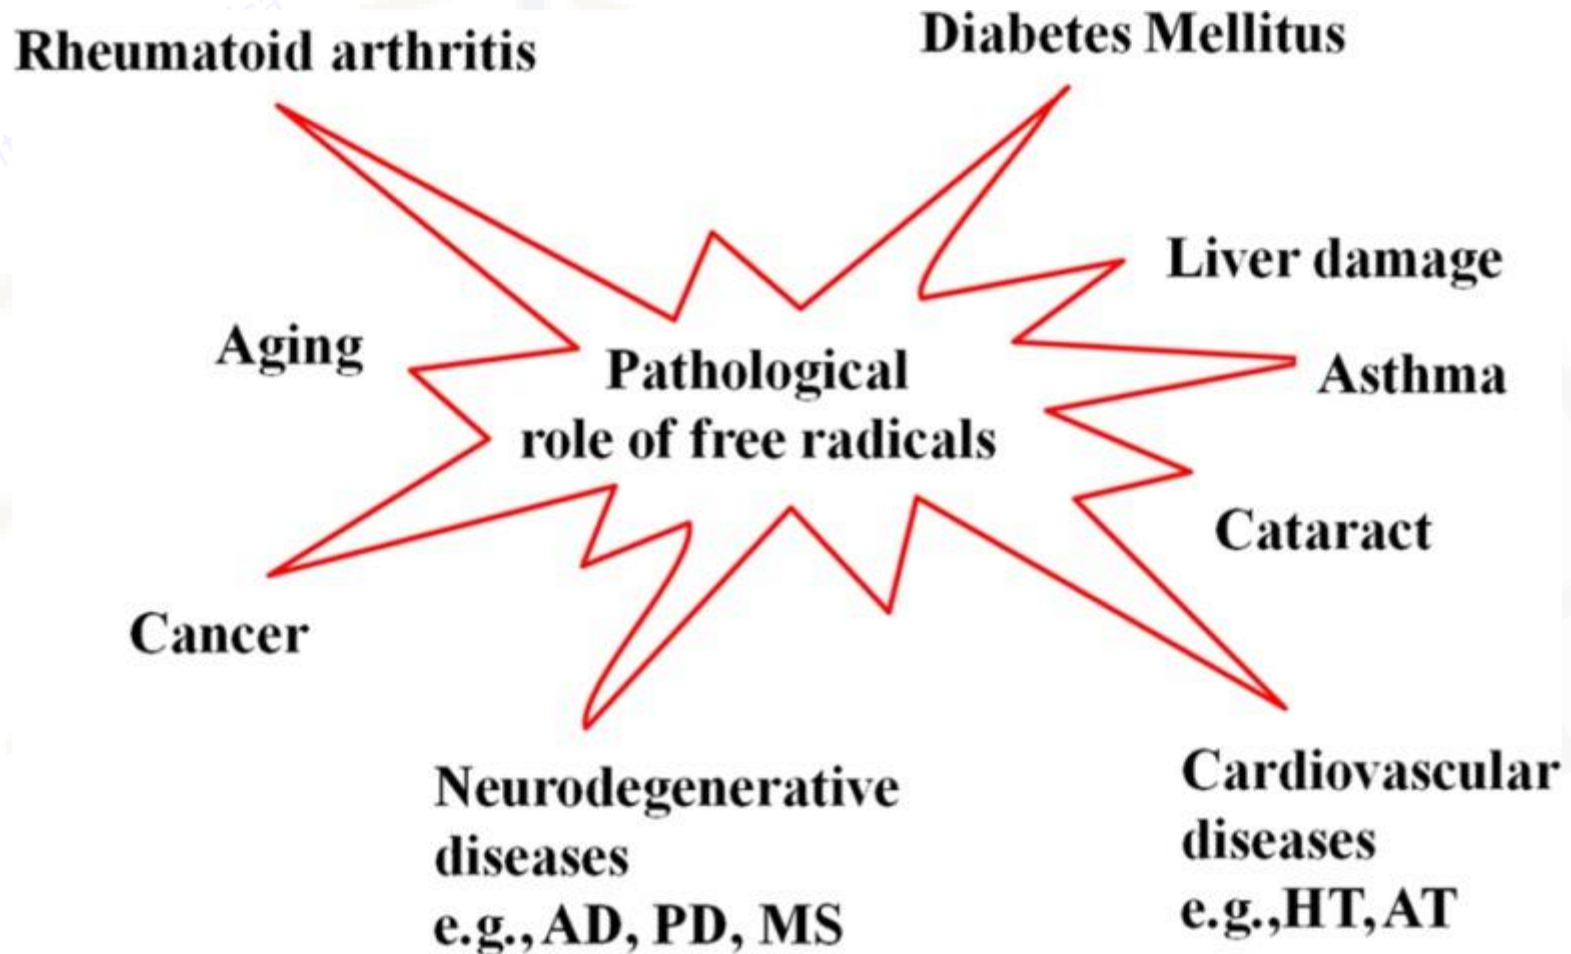 Rheumatoid arthritis
Diabetes Mellitus
Liver damage
Aging
Pathological
role of free radicals
Asthma
Cataract
Cancer
Neurodegenerative
diseases
e.g., AD, PD, MS
Cardiovascular
diseases
e.g.,HT, AT